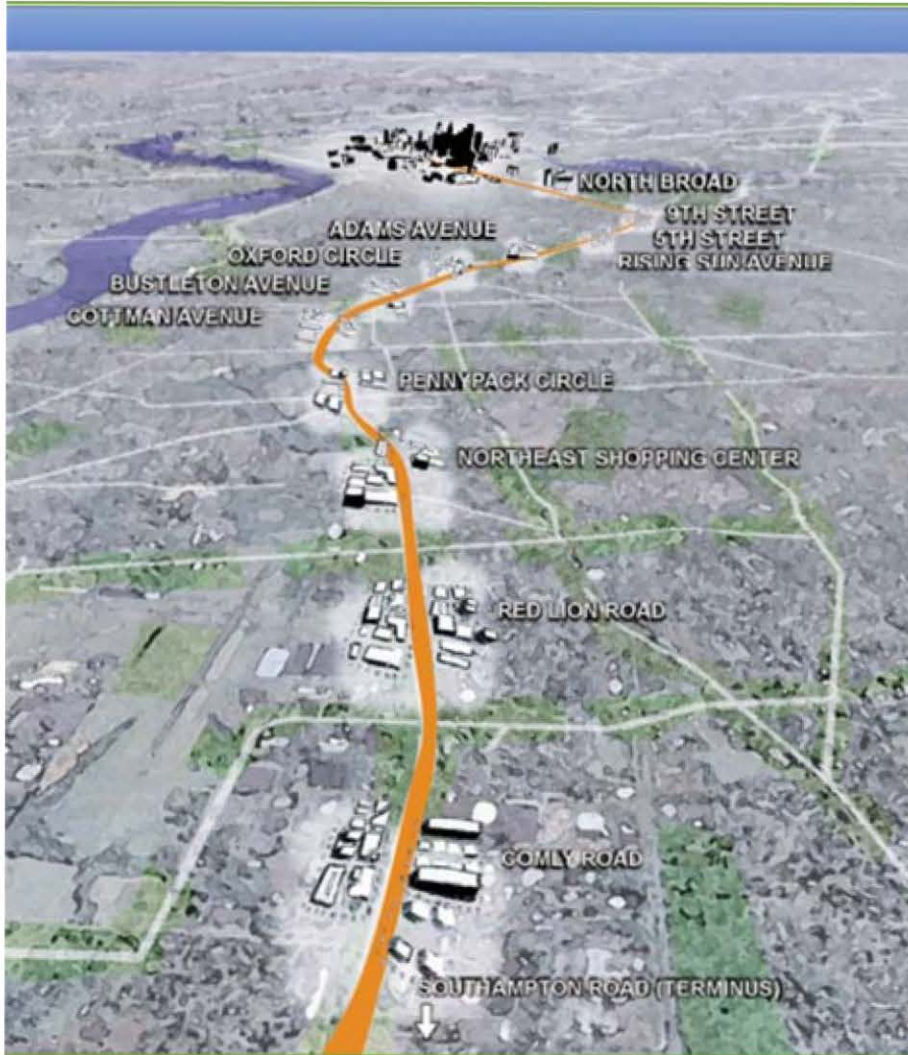 NORTH BROAD
9TH STREET
5TH STREET
RISING SUN AVENUE
ADAMS AVENUE
OXFORD CIRCLE
BUSTLETON AVENUE
COTTMAN AVENUE
PENNYPACK CIRCLE
NORTHEAST SHOPPING CENTER
RED LION ROAD
COMLY ROAD
SOUTHAMPTON ROAD (TERMINUS)